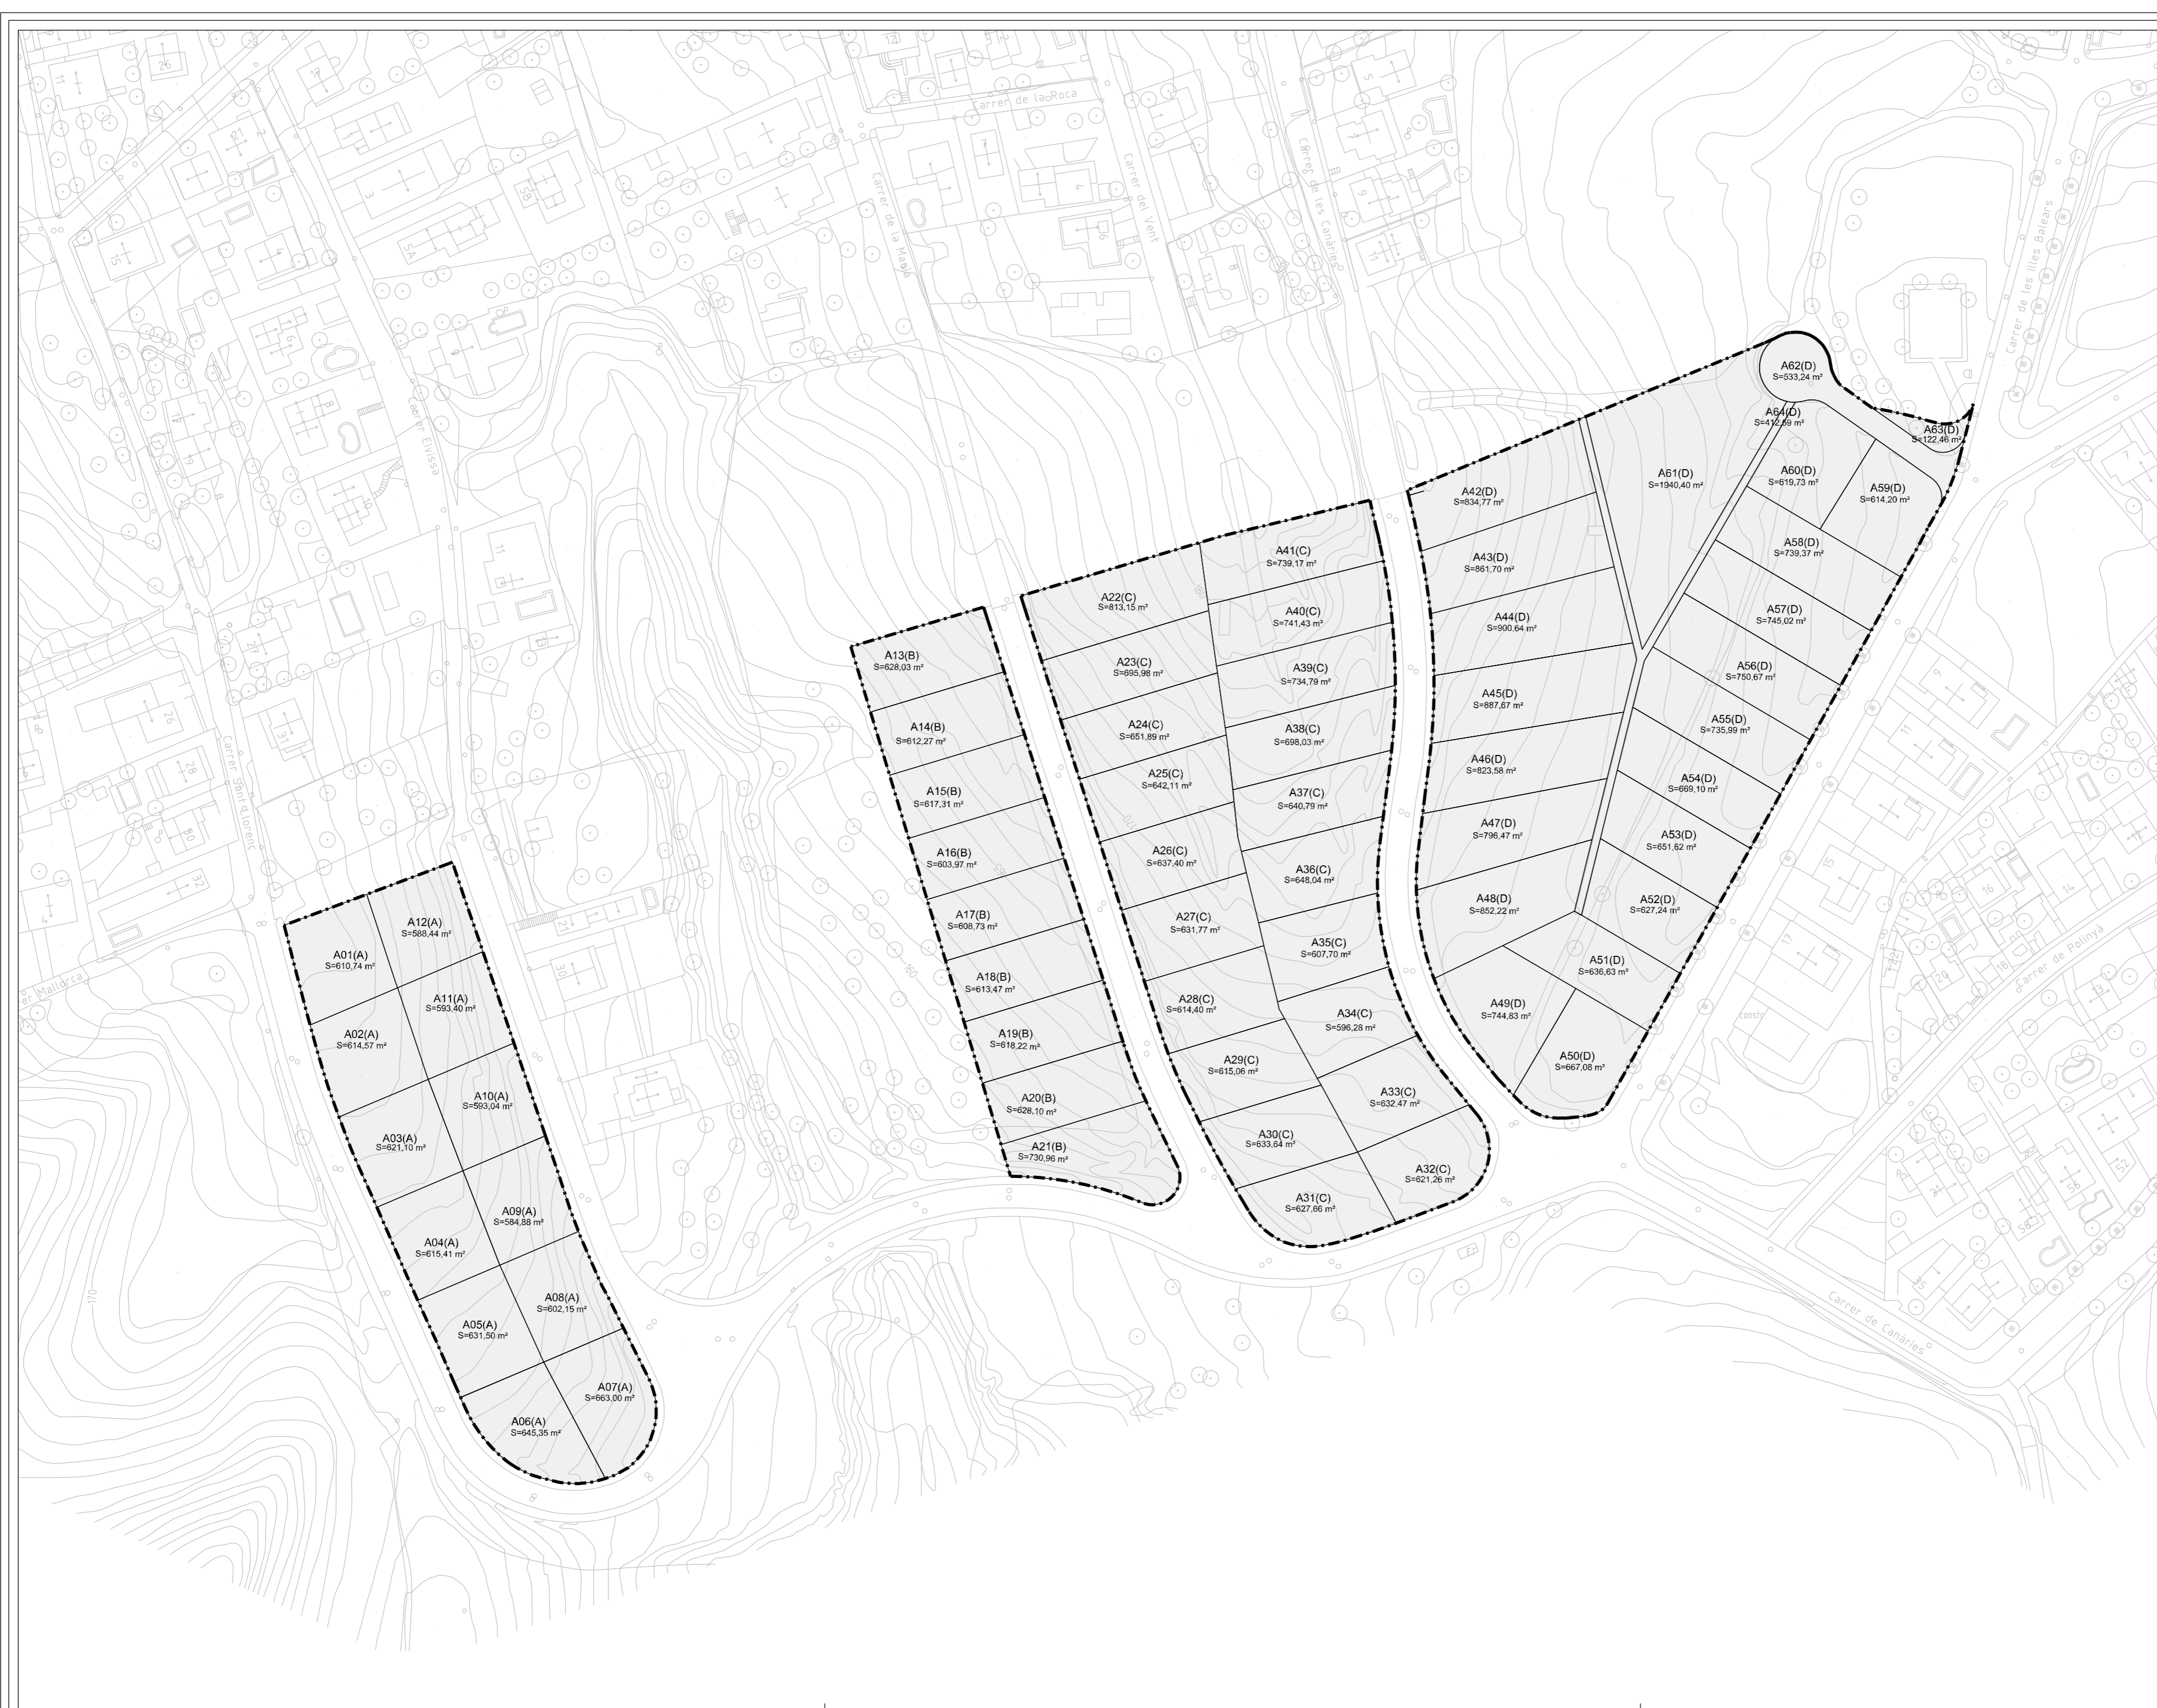 Carrer de la Roca
Carrer de la Maula
Carrer del Vent
Carrer de les Canàries
Carrer de les Illes Balears
Carrer Eivissa
Carrer Sant Llorenç
Carrer de Polinya
Carrer de Canàries
A62(D)
S=533,24 m²
A64(D)
S=412,59 m²
A63(D)
S=122,46 m²
A61(D)
S=1940,40 m²
A60(D)
S=619,73 m²
A59(D)
S=614,20 m²
A58(D)
S=739,37 m²
A57(D)
S=745,02 m²
A56(D)
S=750,67 m²
A55(D)
S=735,99 m²
A54(D)
S=669,10 m²
A53(D)
S=651,62 m²
A52(D)
S=627,24 m²
A51(D)
S=636,63 m²
A50(D)
S=667,08 m²
A49(D)
S=744,83 m²
A48(D)
S=852,22 m²
A47(D)
S=796,47 m²
A46(D)
S=823,58 m²
A45(D)
S=887,67 m²
A44(D)
S=900,64 m²
A43(D)
S=861,70 m²
A42(D)
S=834,77 m²
A41(C)
S=739,17 m²
A40(C)
S=741,43 m²
A39(C)
S=734,79 m²
A38(C)
S=698,03 m²
A37(C)
S=640,79 m²
A36(C)
S=648,04 m²
A35(C)
S=607,70 m²
A34(C)
S=596,28 m²
A33(C)
S=632,47 m²
A32(C)
S=621,26 m²
A31(C)
S=627,66 m²
A30(C)
S=633,64 m²
A29(C)
S=615,06 m²
A28(C)
S=614,40 m²
A27(C)
S=631,77 m²
A26(C)
S=637,40 m²
A25(C)
S=642,11 m²
A24(C)
S=651,89 m²
A23(C)
S=695,98 m²
A22(C)
S=813,15 m²
A13(B)
S=628,03 m²
A14(B)
S=612,27 m²
A15(B)
S=617,31 m²
A16(B)
S=603,97 m²
A17(B)
S=608,73 m²
A18(B)
S=613,47 m²
A19(B)
S=618,22 m²
A20(B)
S=628,10 m²
A21(B)
S=730,96 m²
A12(A)
S=588,44 m²
A01(A)
S=610,74 m²
A11(A)
S=593,40 m²
A02(A)
S=614,57 m²
A10(A)
S=593,04 m²
A03(A)
S=621,10 m²
A09(A)
S=584,88 m²
A04(A)
S=615,41 m²
A08(A)
S=602,15 m²
A05(A)
S=631,50 m²
A07(A)
S=663,00 m²
A06(A)
S=645,35 m²
170
160